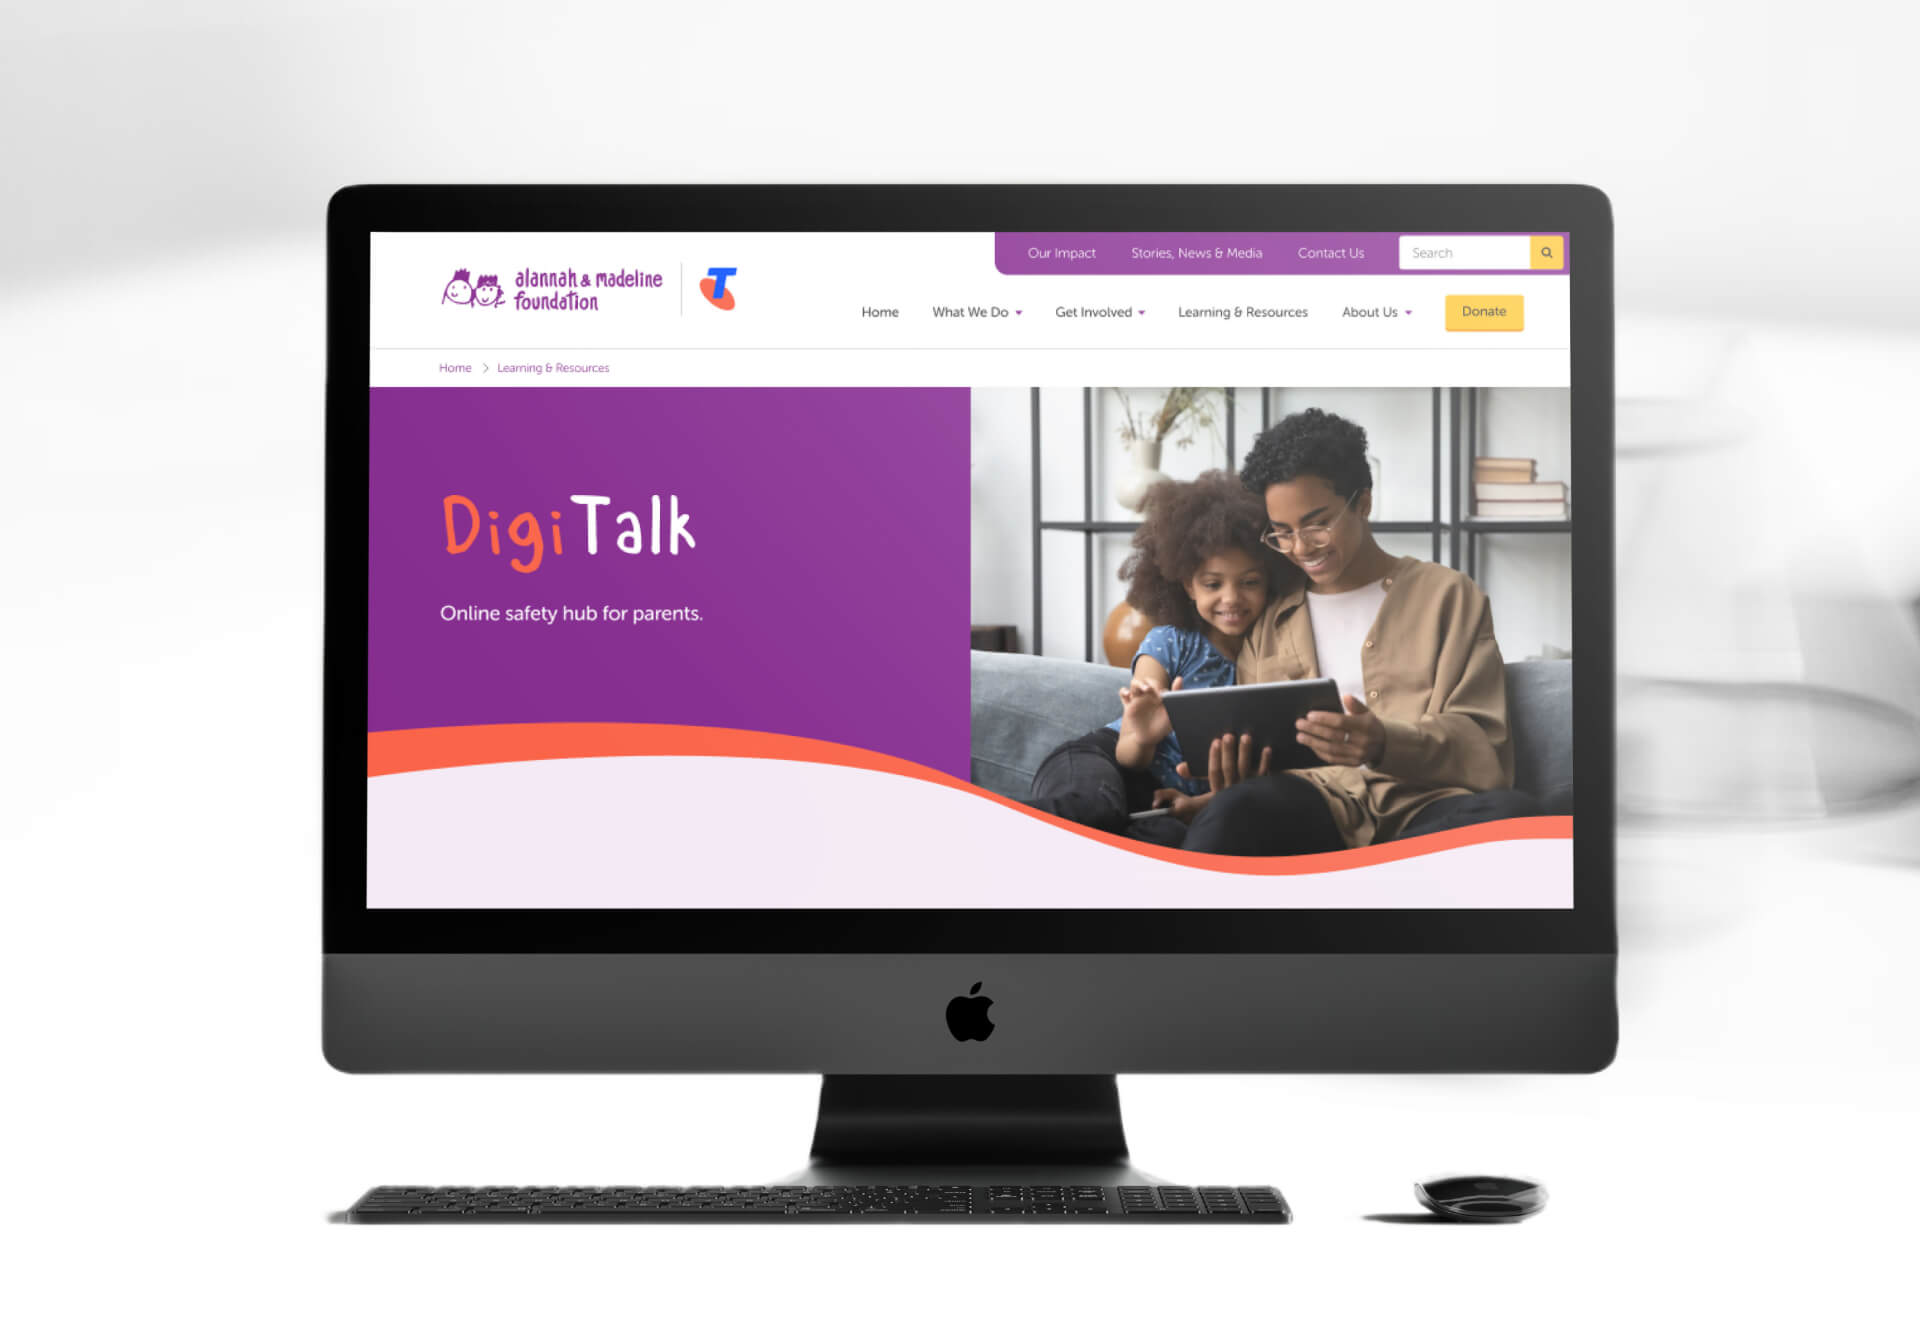 Our Impact Stories, News & Media Contact Us Search
alannah & madeline
foundation
T
Home What We Do Get Involved Learning & Resources About Us Donate
Home > Learning & Resources
DigiTalk
Online safety hub for parents.